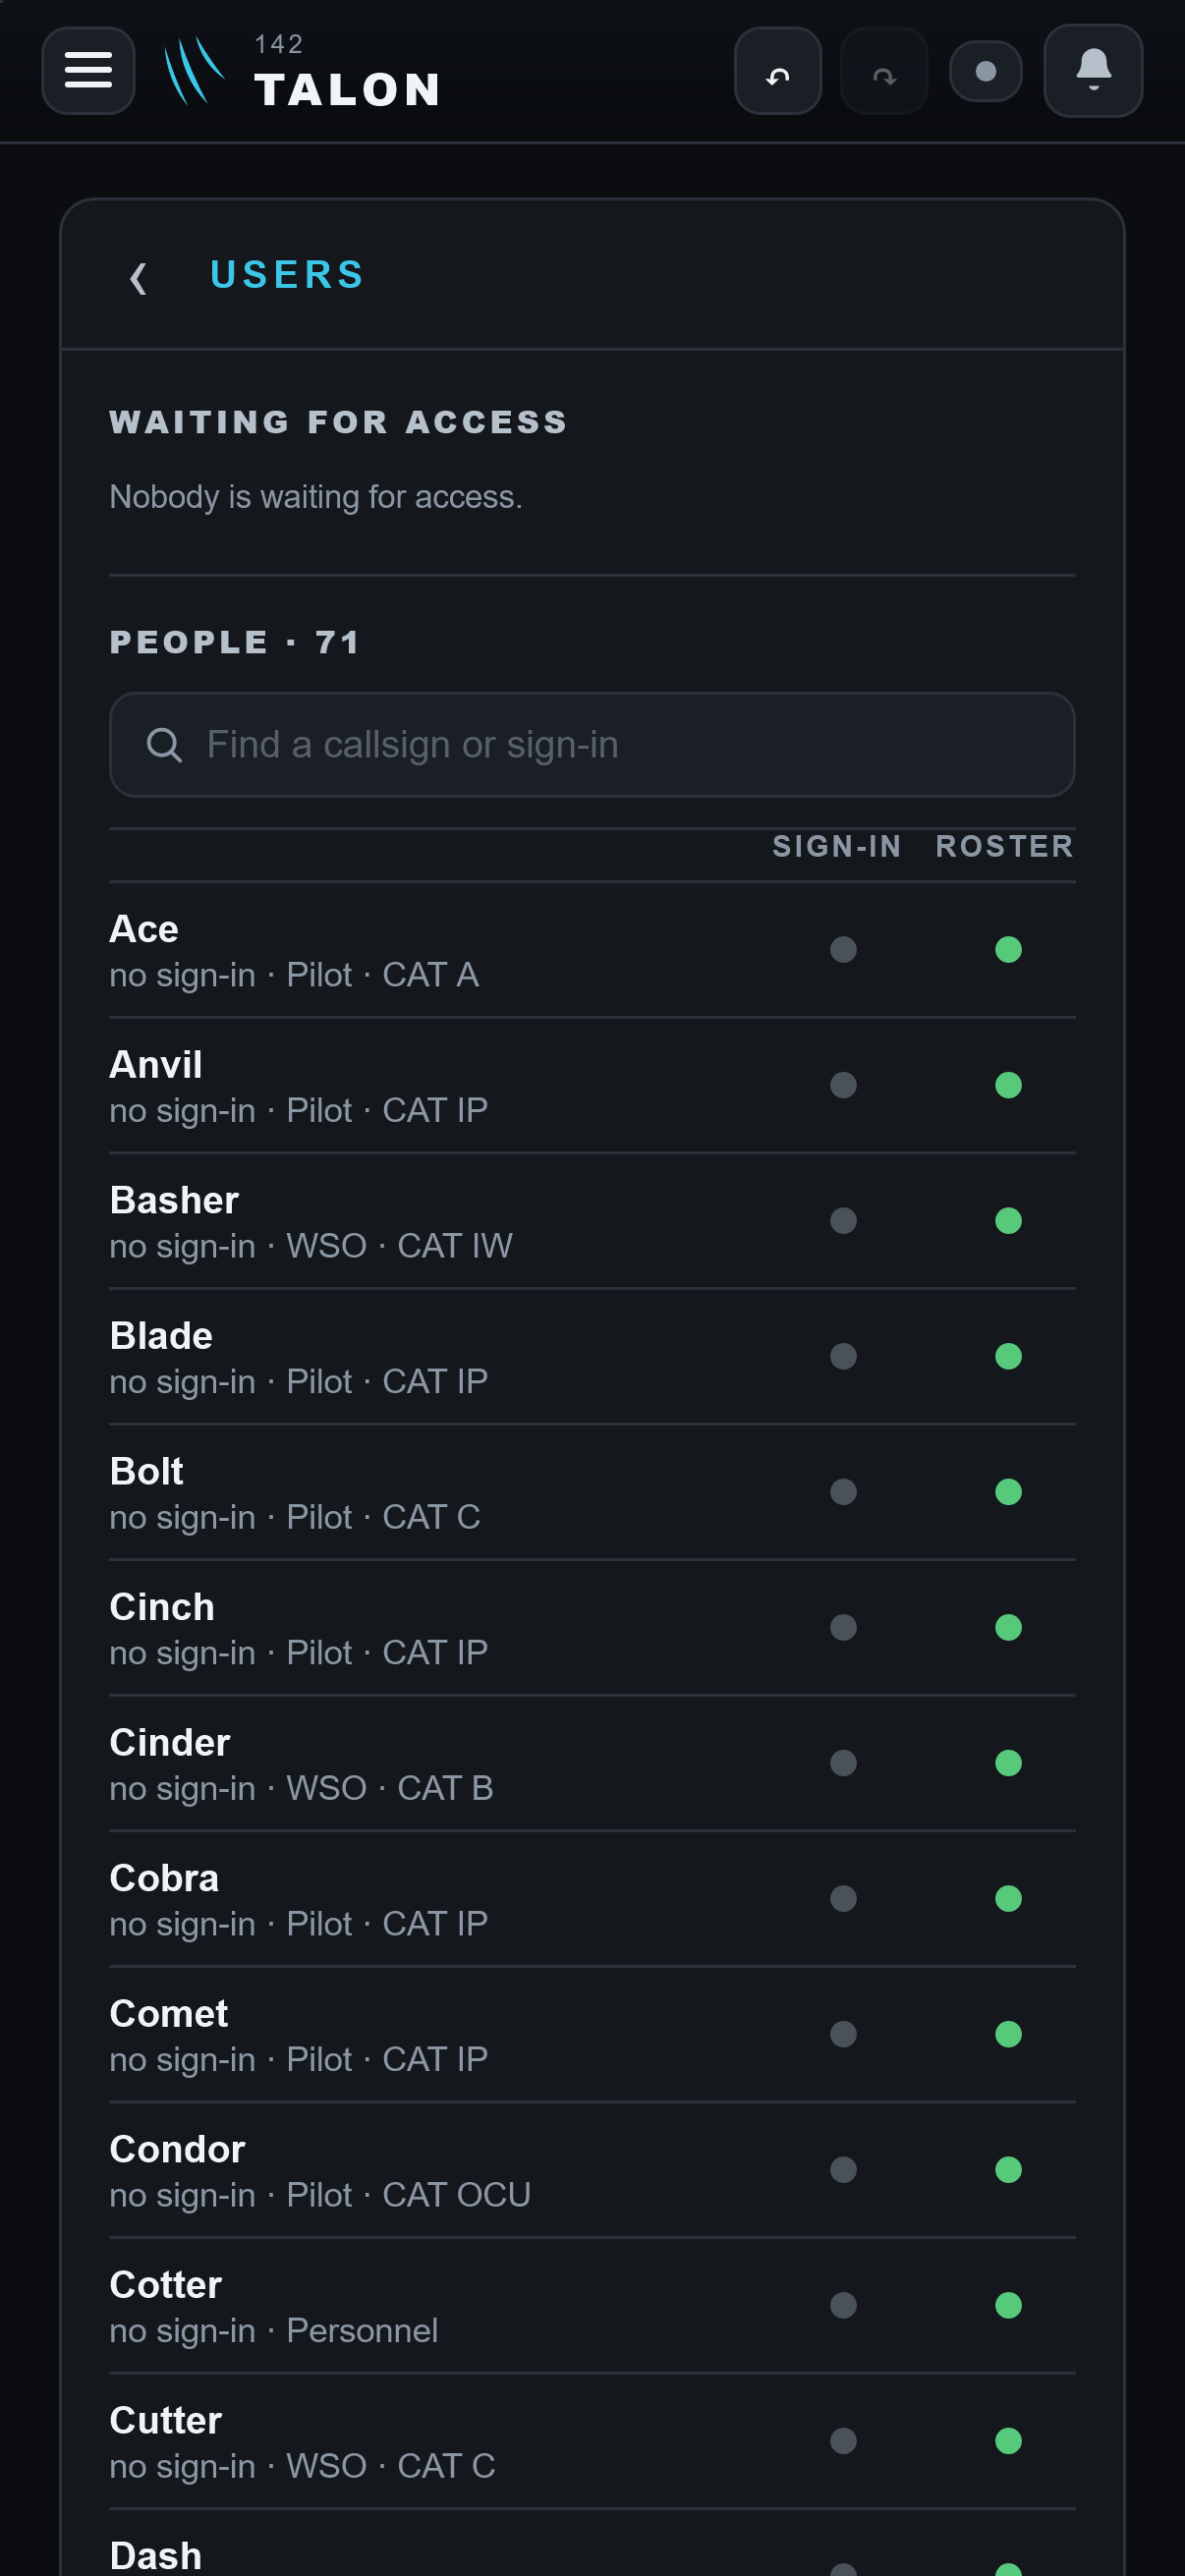 142
TALON
USERS
WAITING FOR ACCESS
Nobody is waiting for access.
PEOPLE · 71
Find a callsign or sign-in
SIGN-IN ROSTER
Ace
no sign-in · Pilot · CAT A
Anvil
no sign-in · Pilot · CAT IP
Basher
no sign-in · WSO · CAT IW
Blade
no sign-in · Pilot · CAT IP
Bolt
no sign-in · Pilot · CAT C
Cinch
no sign-in · Pilot · CAT IP
Cinder
no sign-in · WSO · CAT B
Cobra
no sign-in · Pilot · CAT IP
Comet
no sign-in · Pilot · CAT IP
Condor
no sign-in · Pilot · CAT OCU
Cotter
no sign-in · Personnel
Cutter
no sign-in · WSO · CAT C
Dash